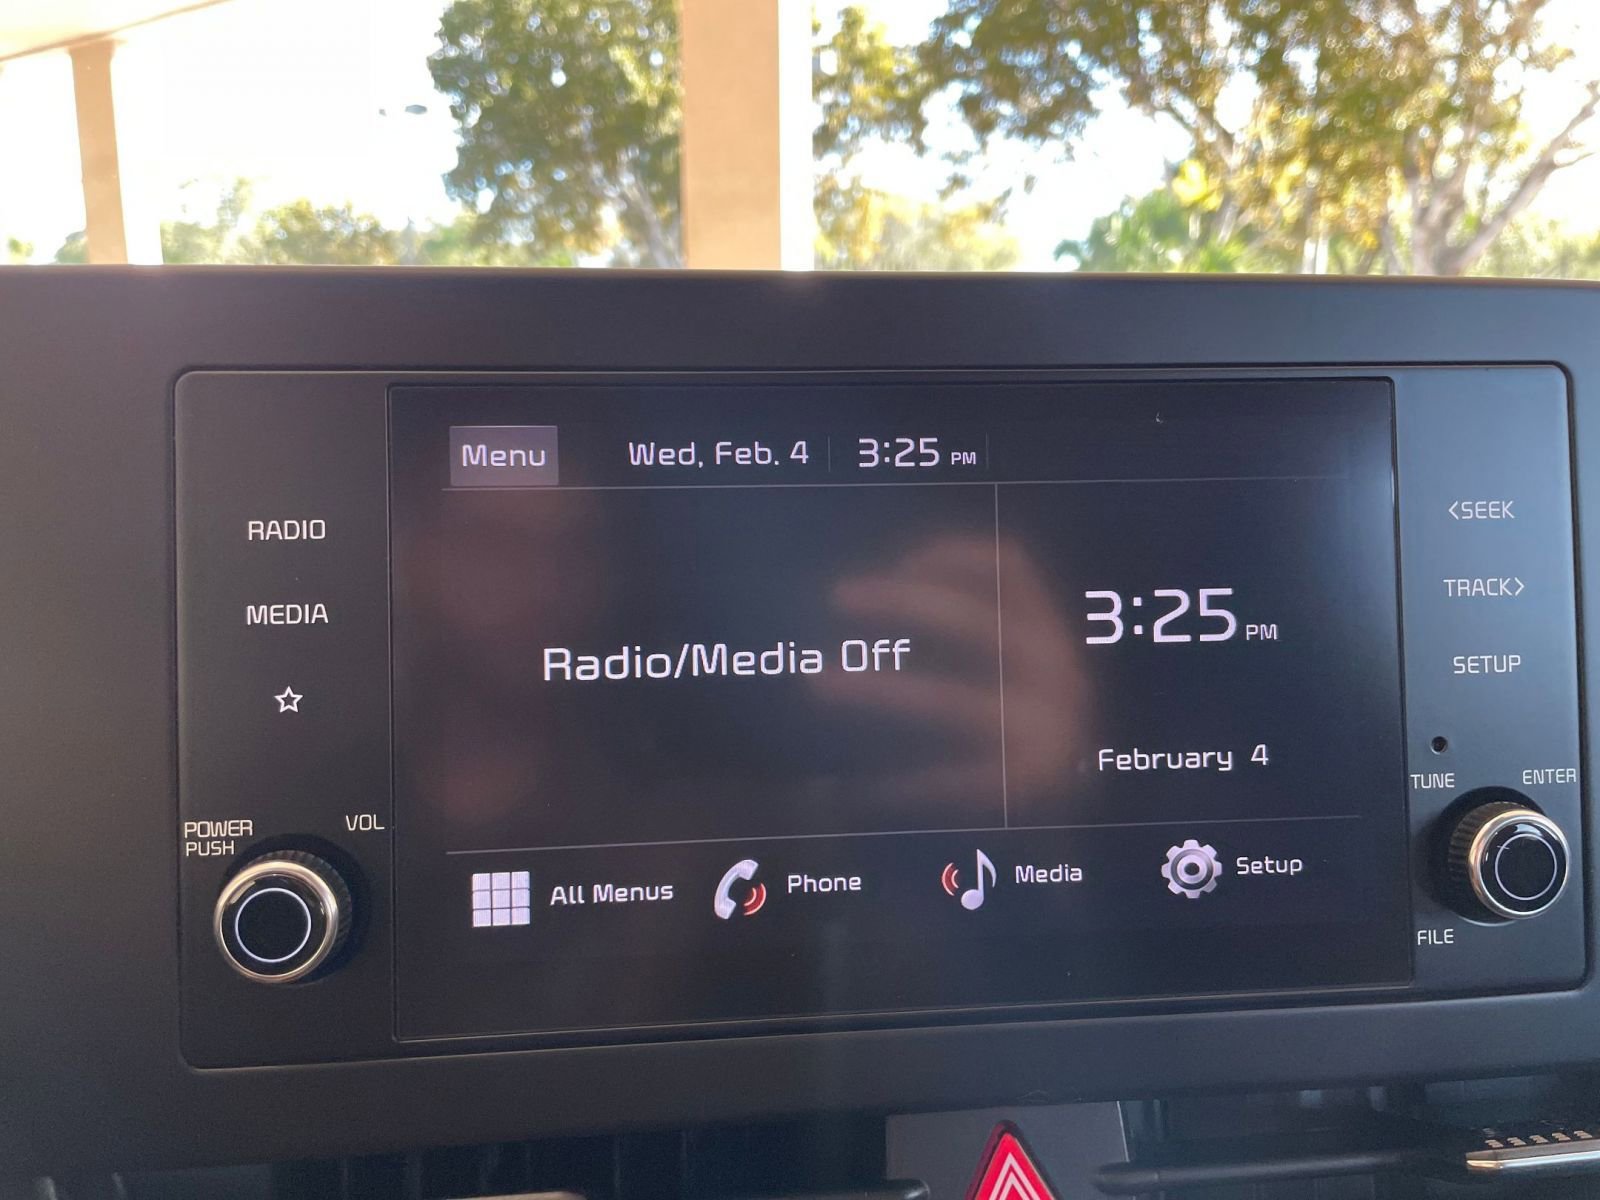 Menu Wed, Feb. 4 3:25 PM
RADIO
MEDIA
POWER
PUSH
VOL
Radio/Media Off
3:25 PM
February 4
All Menus Phone Media Setup
<SEEK
TRACK>
SETUP
TUNE
ENTER
FILE